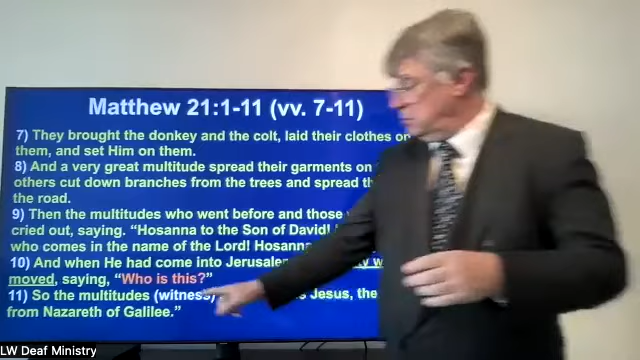 Matthew 21:1-11 (vv. 7-11)
7) They brought the donkey and the colt, laid their clothes on
them, and set Him on them.
8) And a very great multitude spread their garments on
others cut down branches from the trees and spread
the road.
9) Then the multitudes who went before and those
cried out, saying. “Hosanna to the Son of David!
who comes in the name of the Lord! Hosanna
10) And when He had come into
moved, saying, “Who is this?”
11) So the multitudes (witness) Jesus, the
from Nazareth of Galilee.”
LW Deaf Ministry